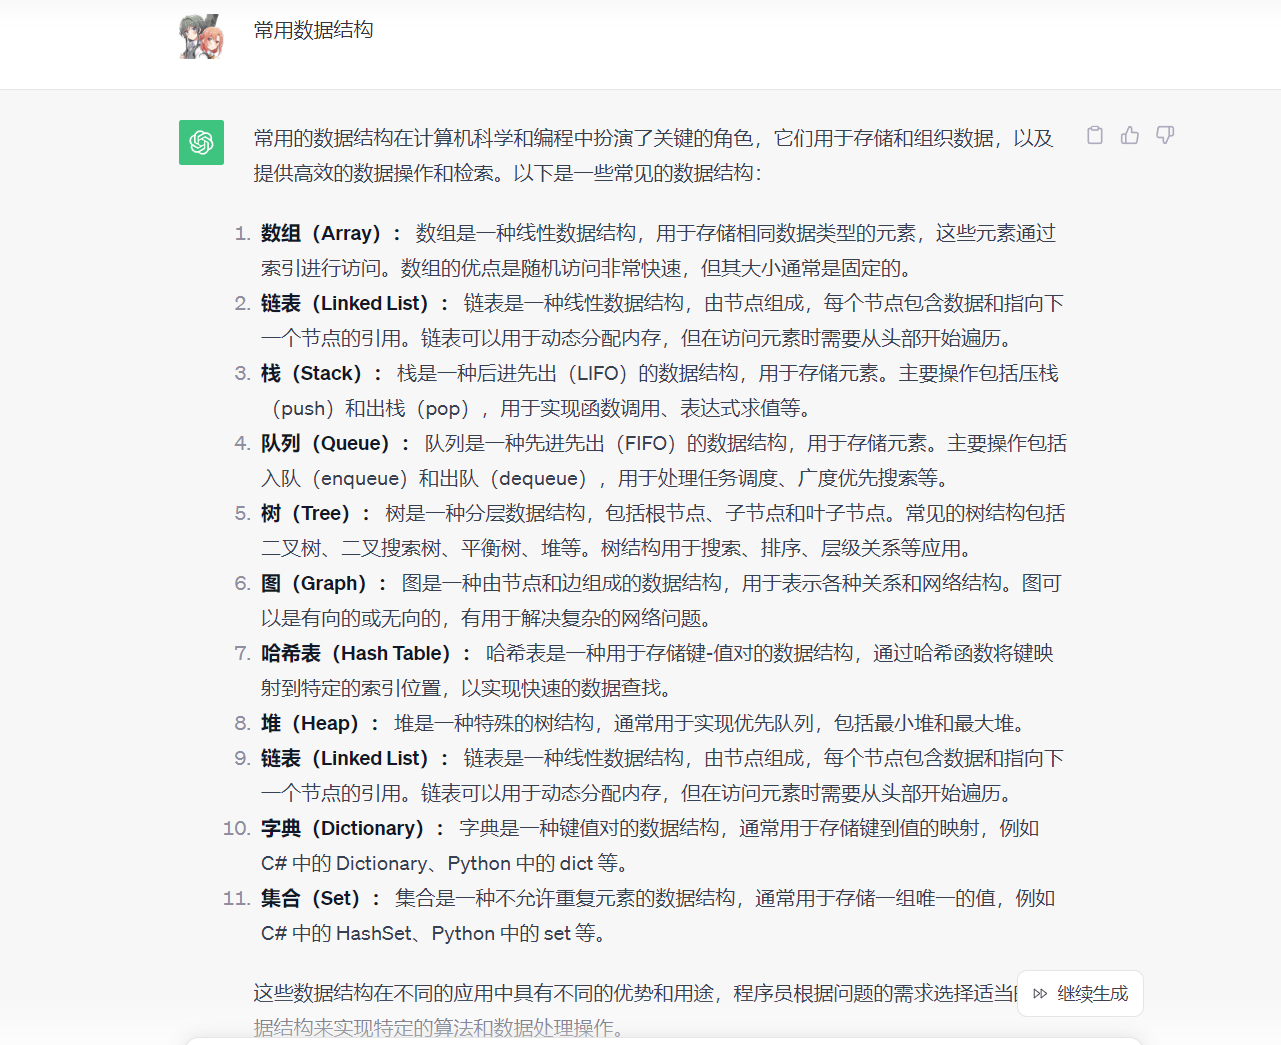 常用数据结构
常用的数据结构在计算机科学和编程中扮演了关键的角色，它们用于存储和组织数据，以及
提供高效的数据操作和检索。以下是一些常见的数据结构：
1. 数组（Array）： 数组是一种线性数据结构，用于存储相同数据类型的元素，这些元素通过
索引进行访问。数组的优点是随机访问非常快速，但其大小通常是固定的。
2. 链表（Linked List）： 链表是一种线性数据结构，由节点组成，每个节点包含数据和指向下
一个节点的引用。链表可以用于动态分配内存，但在访问元素时需要从头部开始遍历。
3. 栈（Stack）： 栈是一种后进先出（LIFO）的数据结构，用于存储元素。主要操作包括压栈
（push）和出栈（pop），用于实现函数调用、表达式求值等。
4. 队列（Queue）： 队列是一种先进先出（FIFO）的数据结构，用于存储元素。主要操作包括
入队（enqueue）和出队（dequeue），用于处理任务调度、广度优先搜索等。
5. 树（Tree）： 树是一种分层数据结构，包括根节点、子节点和叶子节点。常见的树结构包括
二叉树、二叉搜索树、平衡树、堆等。树结构用于搜索、排序、层级关系等应用。
6. 图（Graph）： 图是一种由节点和边组成的数据结构，用于表示各种关系和网络结构。图可
以是有向的或无向的，有用于解决复杂的网络问题。
7. 哈希表（Hash Table）： 哈希表是一种用于存储键-值对的数据结构，通过哈希函数将键映
射到特定的索引位置，以实现快速的数据查找。
8. 堆（Heap）： 堆是一种特殊的树结构，通常用于实现优先队列，包括最小堆和最大堆。
9. 链表（Linked List）： 链表是一种线性数据结构，由节点组成，每个节点包含数据和指向下
一个节点的引用。链表可以用于动态分配内存，但在访问元素时需要从头部开始遍历。
10. 字典（Dictionary）： 字典是一种键值对的数据结构，通常用于存储键到值的映射，例如
C# 中的 Dictionary、Python 中的 dict 等。
11. 集合（Set）： 集合是一种不允许重复元素的数据结构，通常用于存储一组唯一的值，例如
C# 中的 HashSet、Python 中的 set 等。
这些数据结构在不同的应用中具有不同的优势和用途，程序员根据问题的需求选择适当
继续生成
据结构来实现特定的算法和数据处理操作。